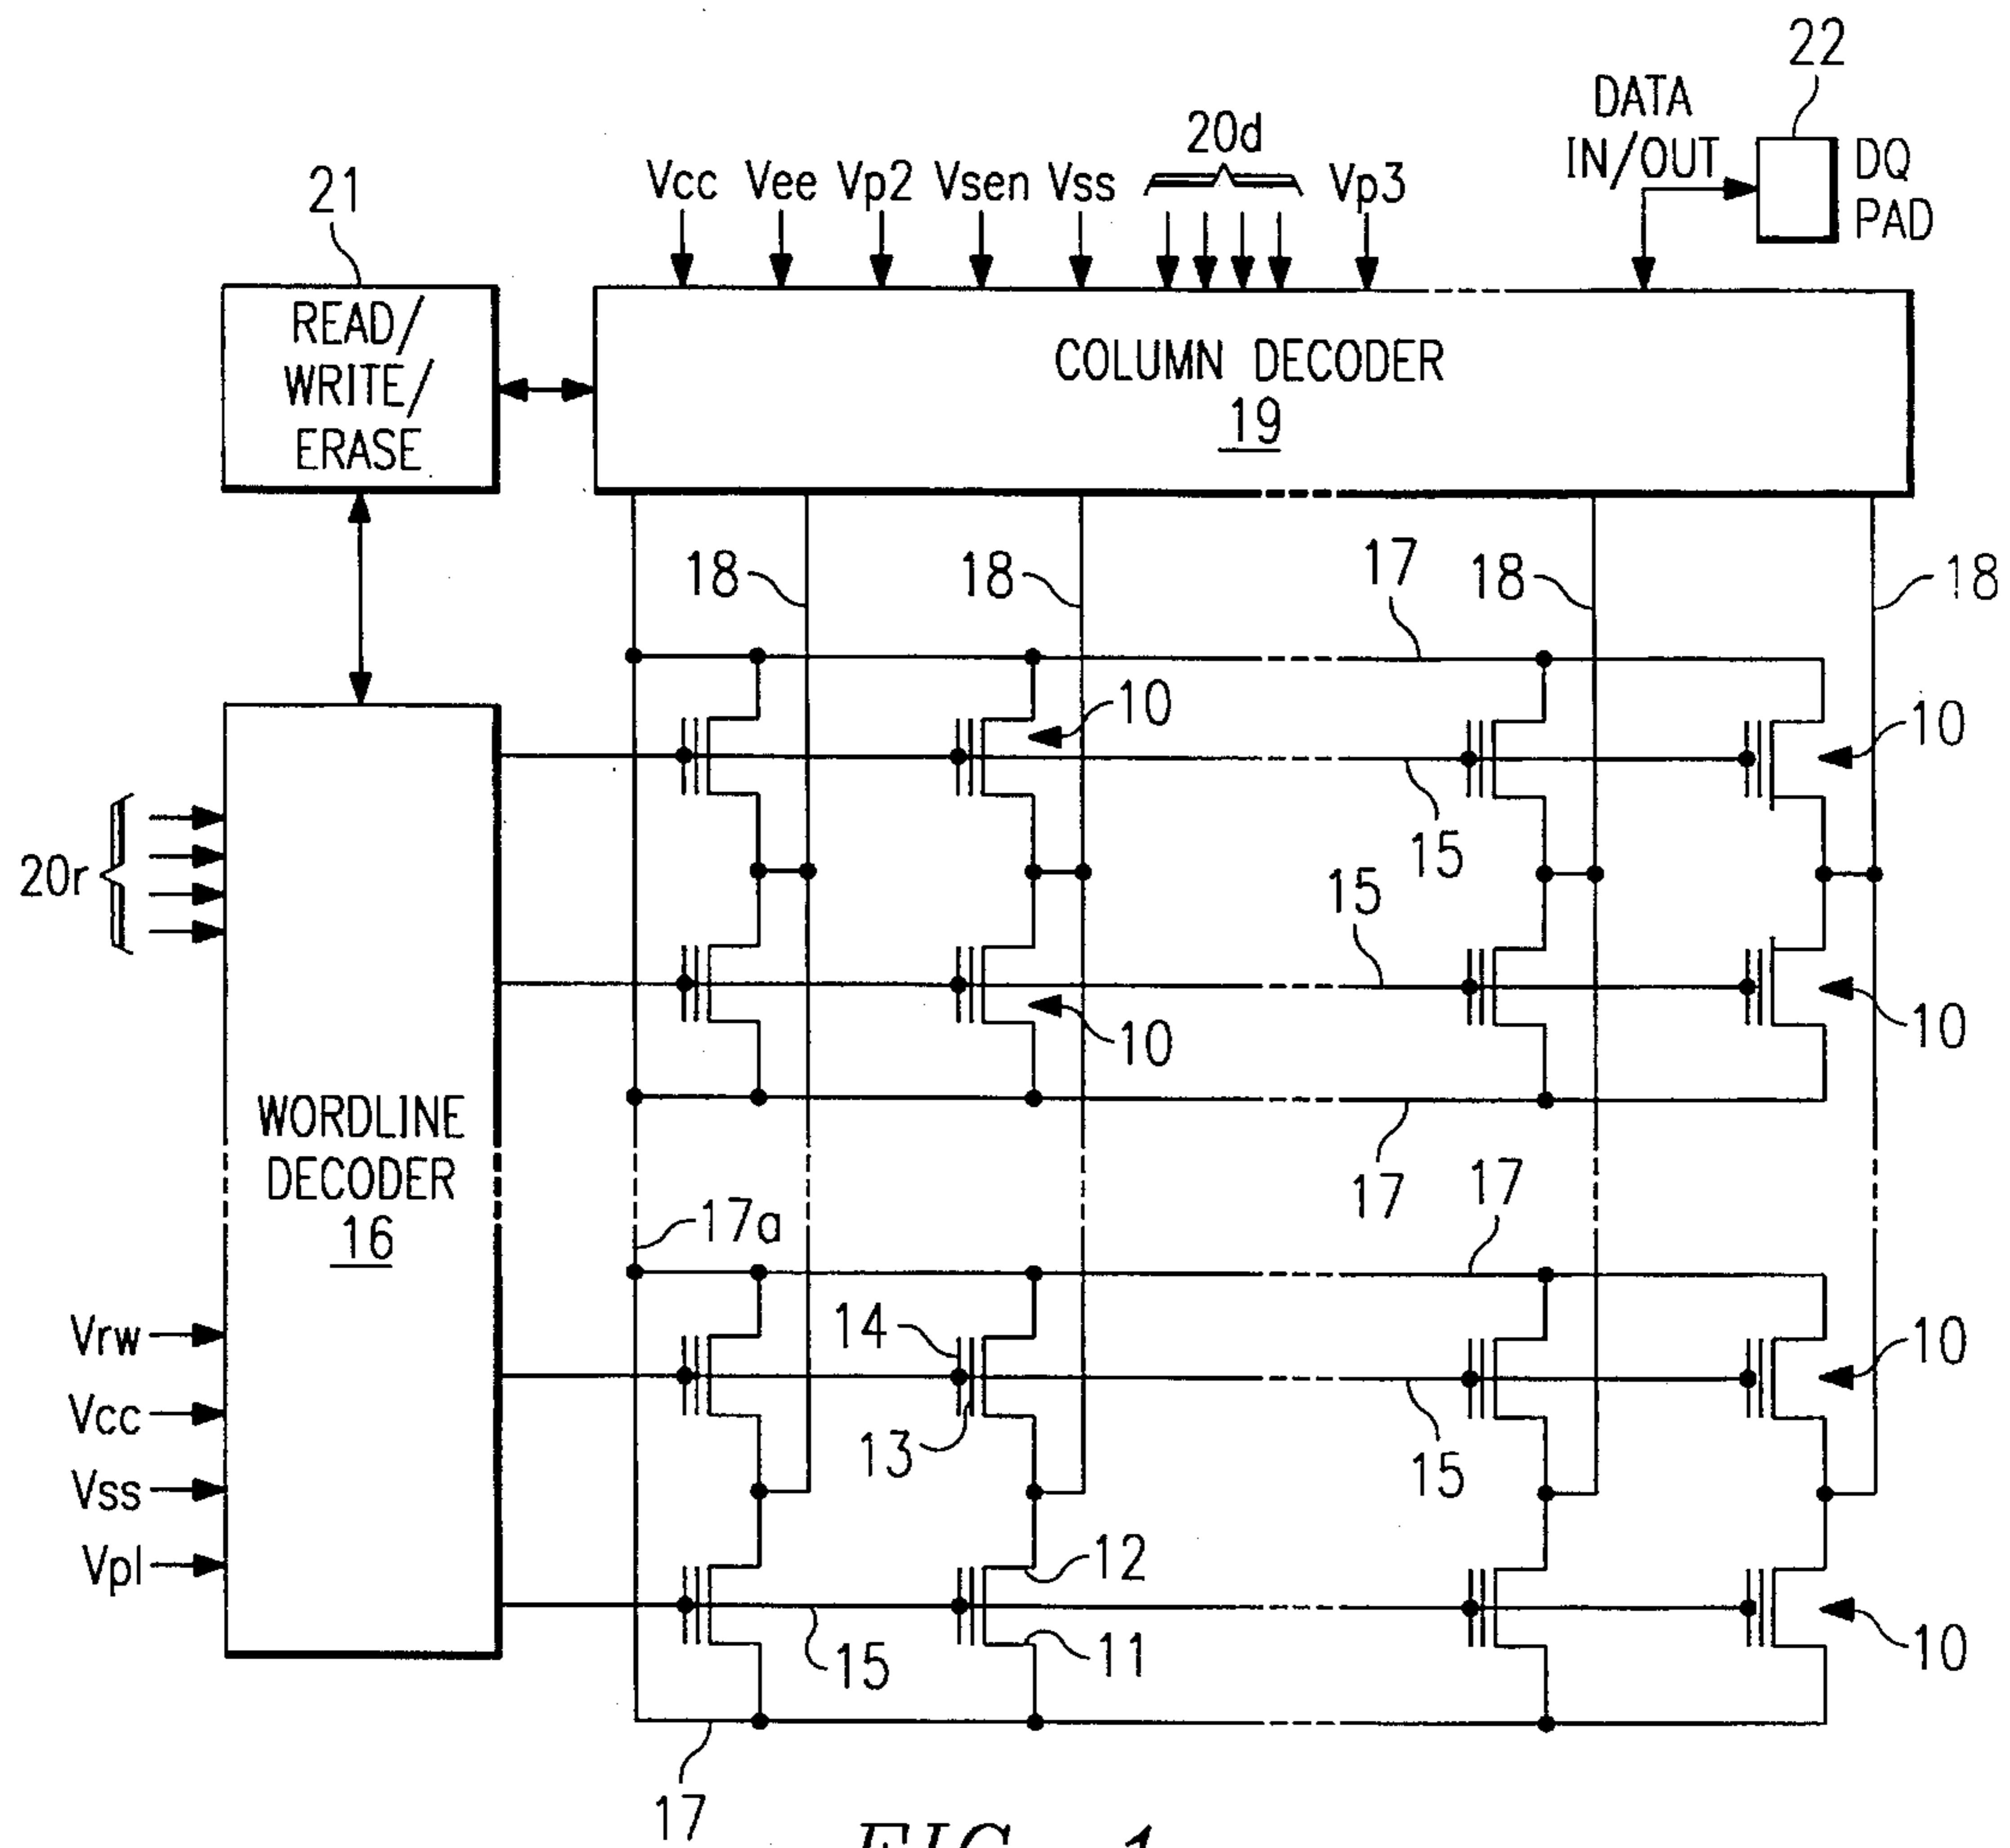 22
DATA
IN/OUT
DQ
PAD
20d
21
Vcc Vee Vp2 Vsen Vss Vp3
READ/
WRITE/
ERASE
COLUMN DECODER
19
18 18 17 18 18
10 10
15
20r
15
10 10
WORDLINE
DECODER
16
17 17
17a
Vrw
14 10
Vcc
13 15
Vss
Vpl
12
15 11 10
17
FIG. 1